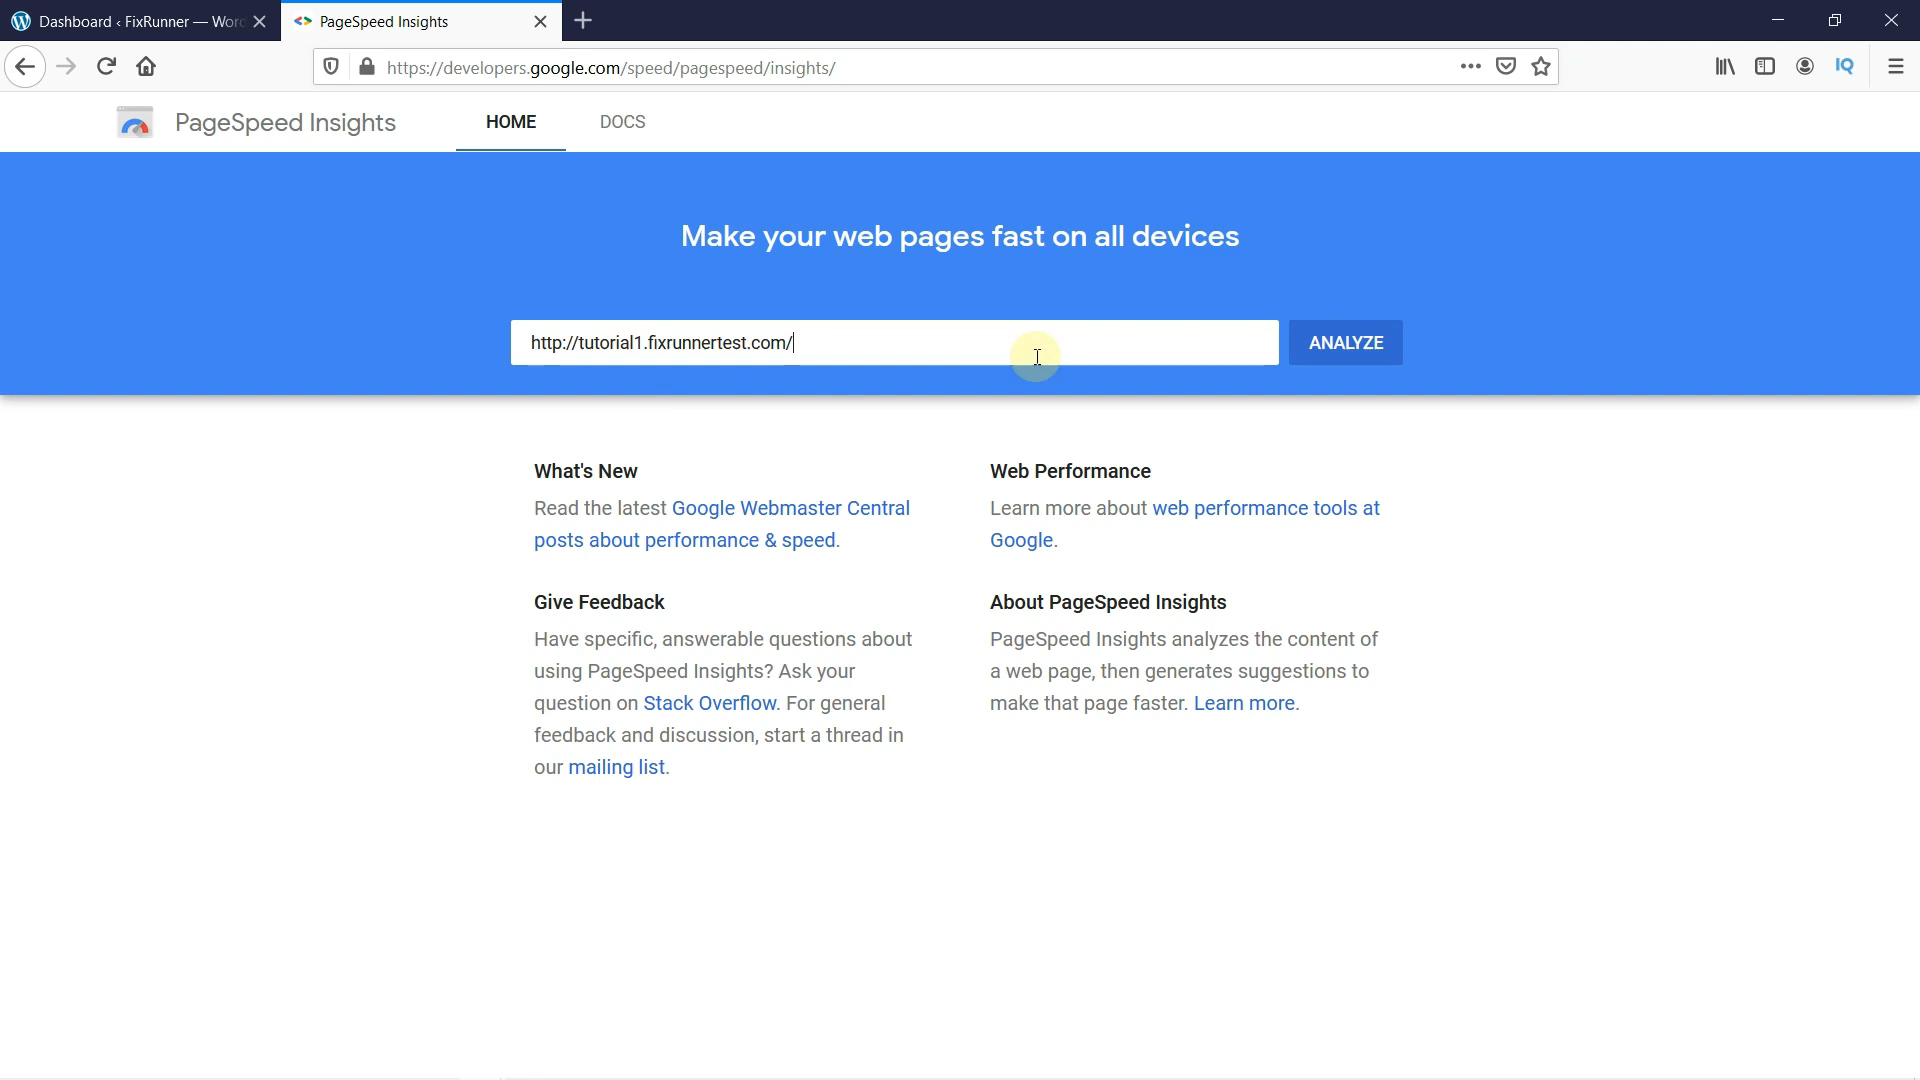 Dashboard ‹ FixRunner — Wor
PageSpeed Insights
https://developers.google.com/speed/pagespeed/insights/
IQ
PageSpeed Insights
HOME
DOCS
Make your web pages fast on all devices
http://tutorial1.fixrunnertest.com/
ANALYZE
What's New
Read the latest Google Webmaster Central
posts about performance & speed.
Give Feedback
Have specific, answerable questions about
using PageSpeed Insights? Ask your
question on Stack Overflow. For general
feedback and discussion, start a thread in
our mailing list.
Web Performance
Learn more about web performance tools at
Google.
About PageSpeed Insights
PageSpeed Insights analyzes the content of
a web page, then generates suggestions to
make that page faster. Learn more.